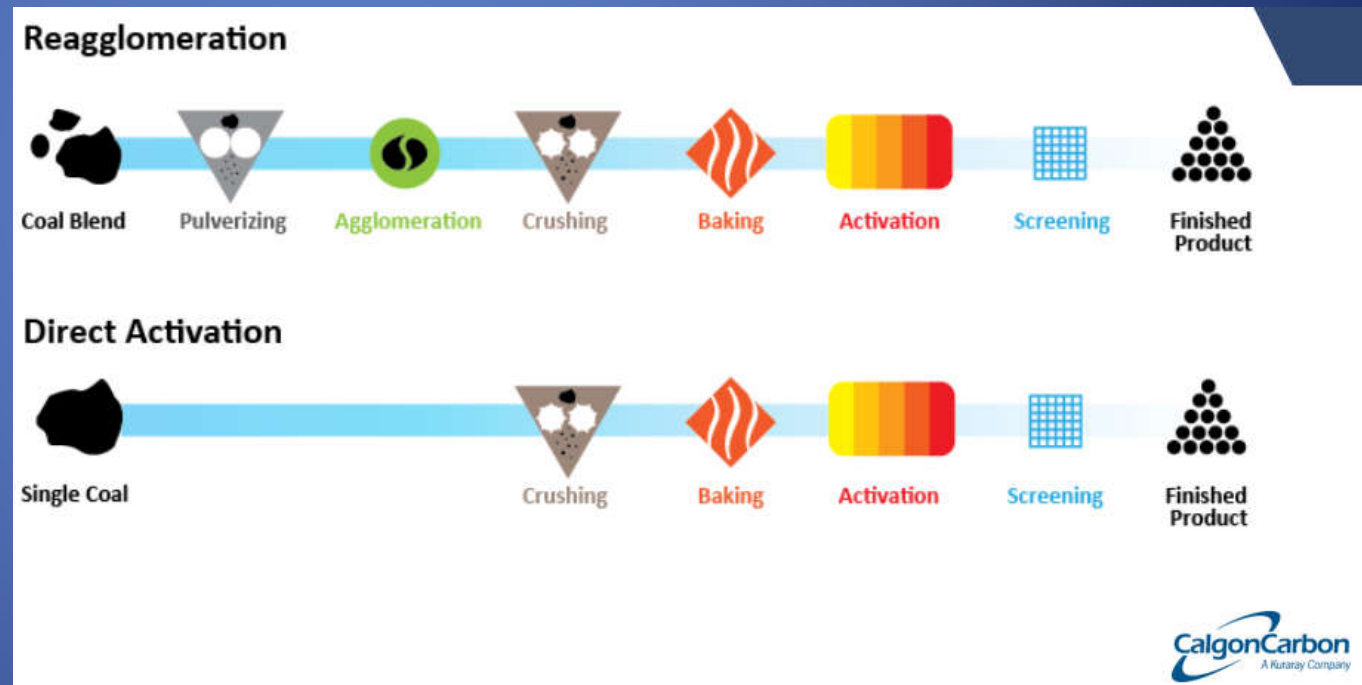 Reagglomeration
Coal Blend
Pulverizing
Agglomeration
Crushing
Baking
Activation
Screening
Finished
Product
Direct Activation
Single Coal
Crushing
Baking
Activation
Screening
Finished
Product
CalgonCarbon
A Kuraray Company